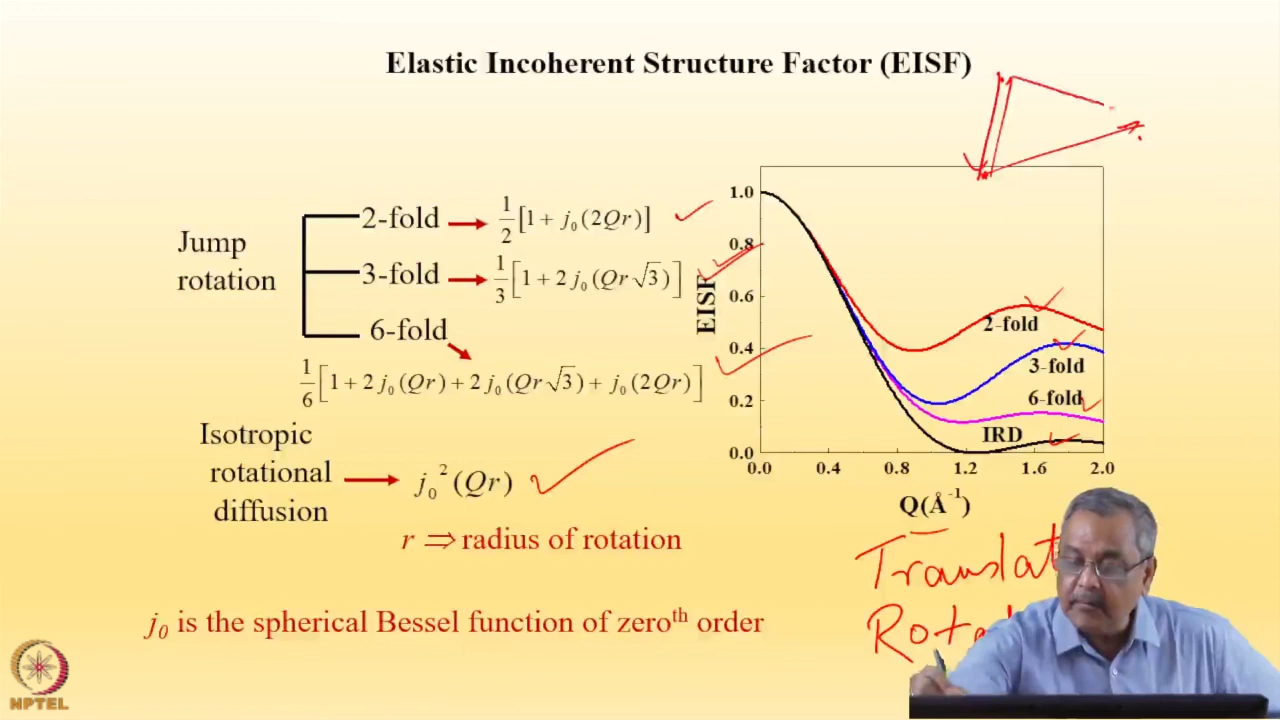 Elastic Incoherent Structure Factor (EISF)
Jump
rotation
2-fold
1/2 [1 + j₀(2Qr)]
3-fold
1/3 [1 + 2 j₀(Qr√3)]
6-fold
1/6 [1 + 2 j₀(Qr) + 2 j₀(Qr√3) + j₀(2Qr)]
Isotropic
rotational
diffusion
j₀²(Qr)
r ⇒ radius of rotation
j₀ is the spherical Bessel function of zeroth order
EISF
1.0
0.8
0.6
0.4
0.2
0.0
2-fold
3-fold
6-fold
IRD
0.0 0.4 0.8 1.2 1.6 2.0
Q(Å⁻¹)
NPTEL